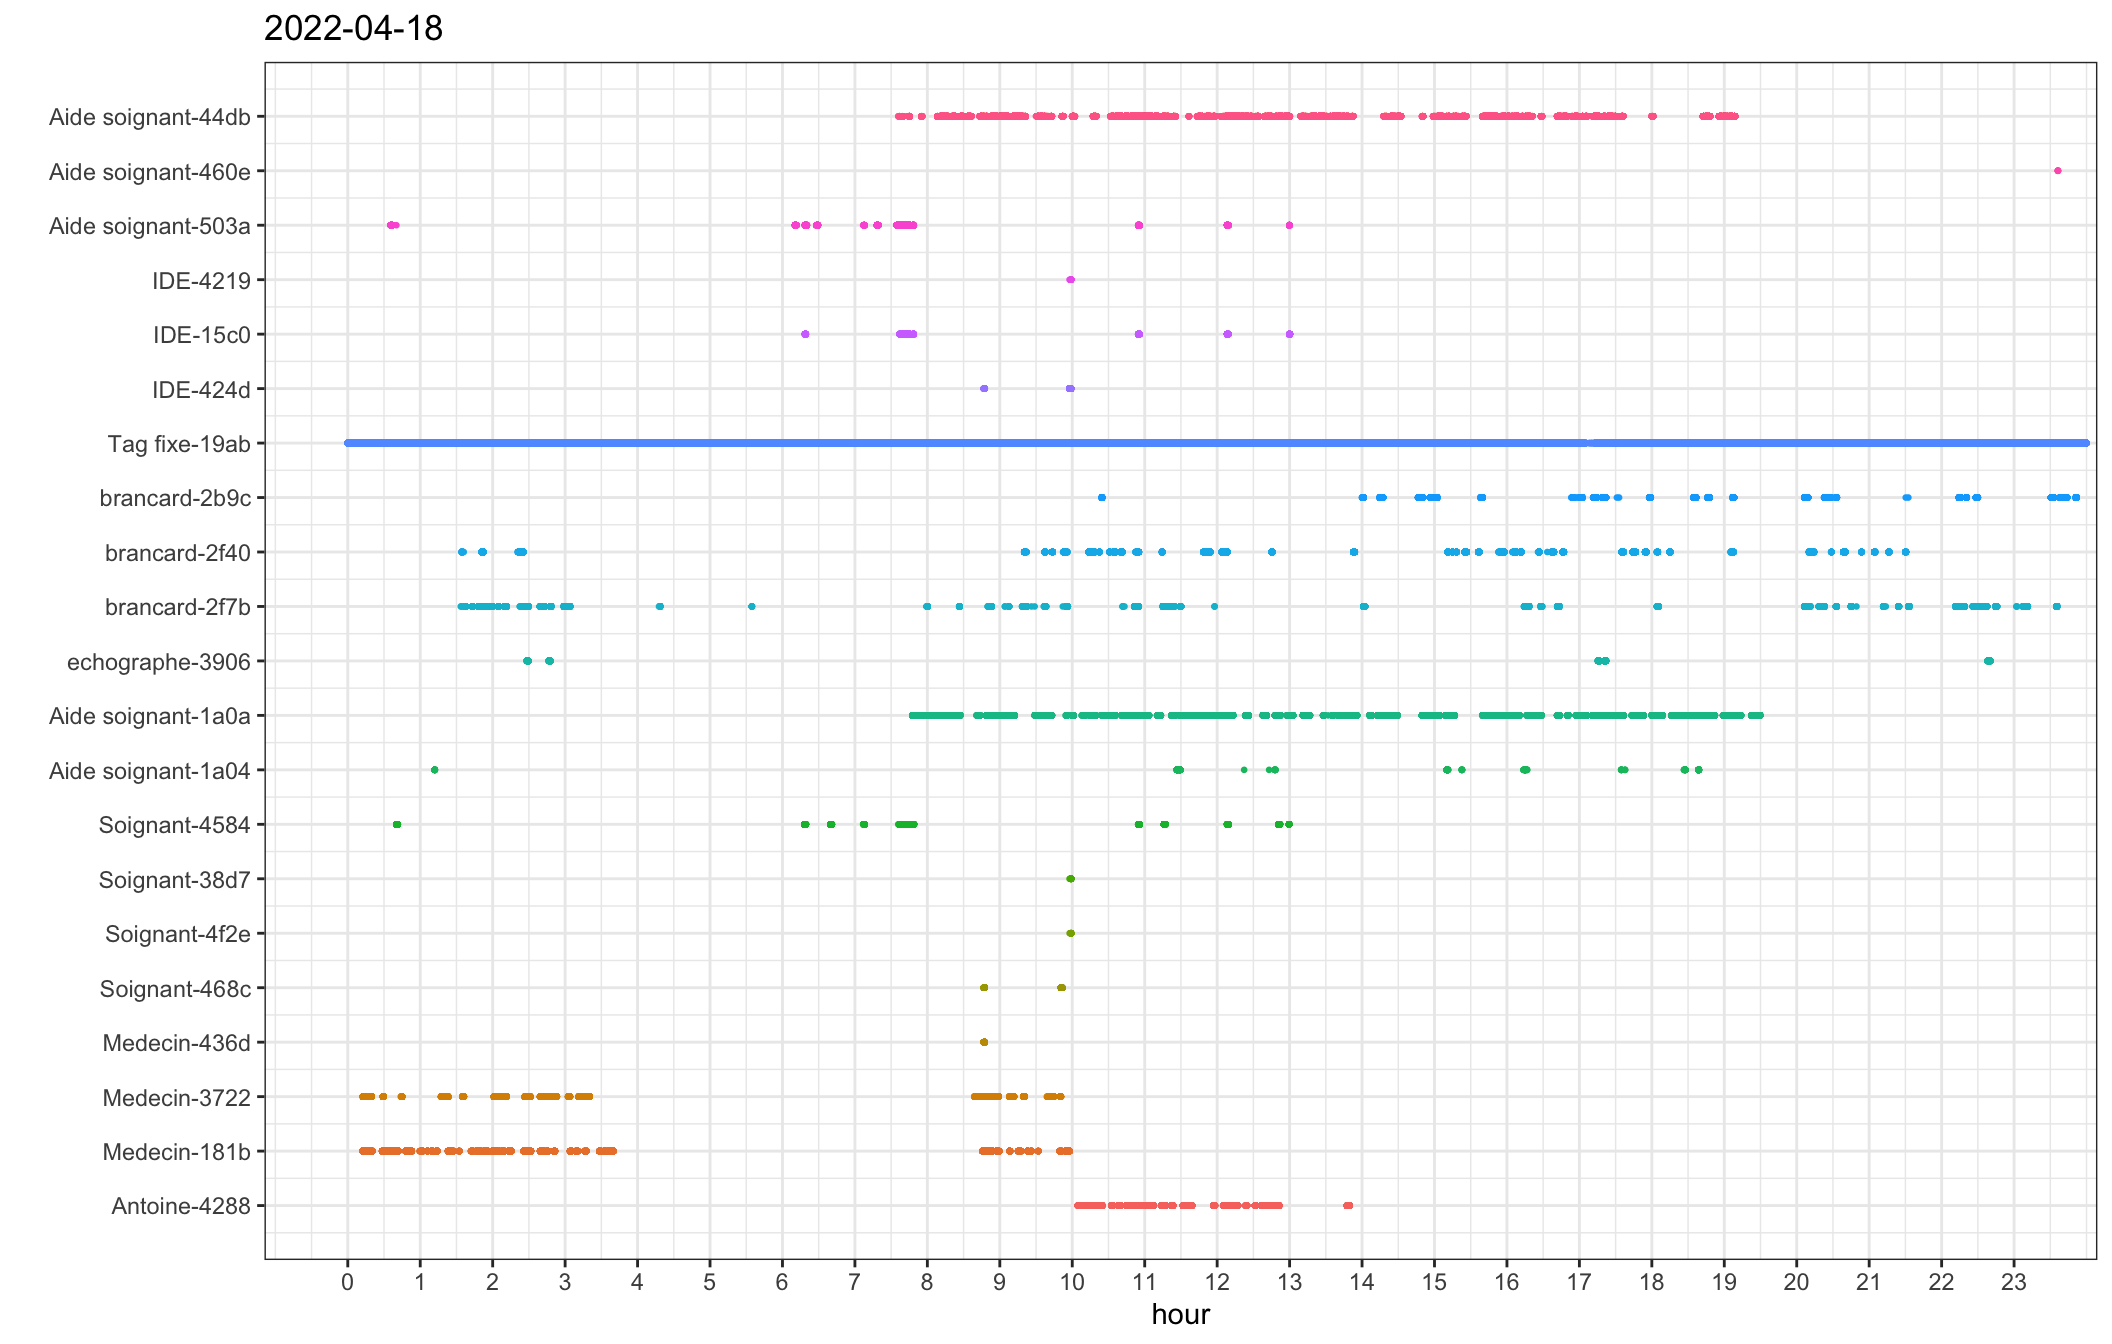 2022-04-18
Aide soignant-44db
Aide soignant-460e
Aide soignant-503a
IDE-4219
IDE-15c0
IDE-424d
Tag fixe-19ab
brancard-2b9c
brancard-2f40
brancard-2f7b
echographe-3906
Aide soignant-1a0a
Aide soignant-1a04
Soignant-4584
Soignant-38d7
Soignant-4f2e
Soignant-468c
Medecin-436d
Medecin-3722
Medecin-181b
Antoine-4288
0 1 2 3 4 5 6 7 8 9 10 11 12 13 14 15 16 17 18 19 20 21 22 23
hour